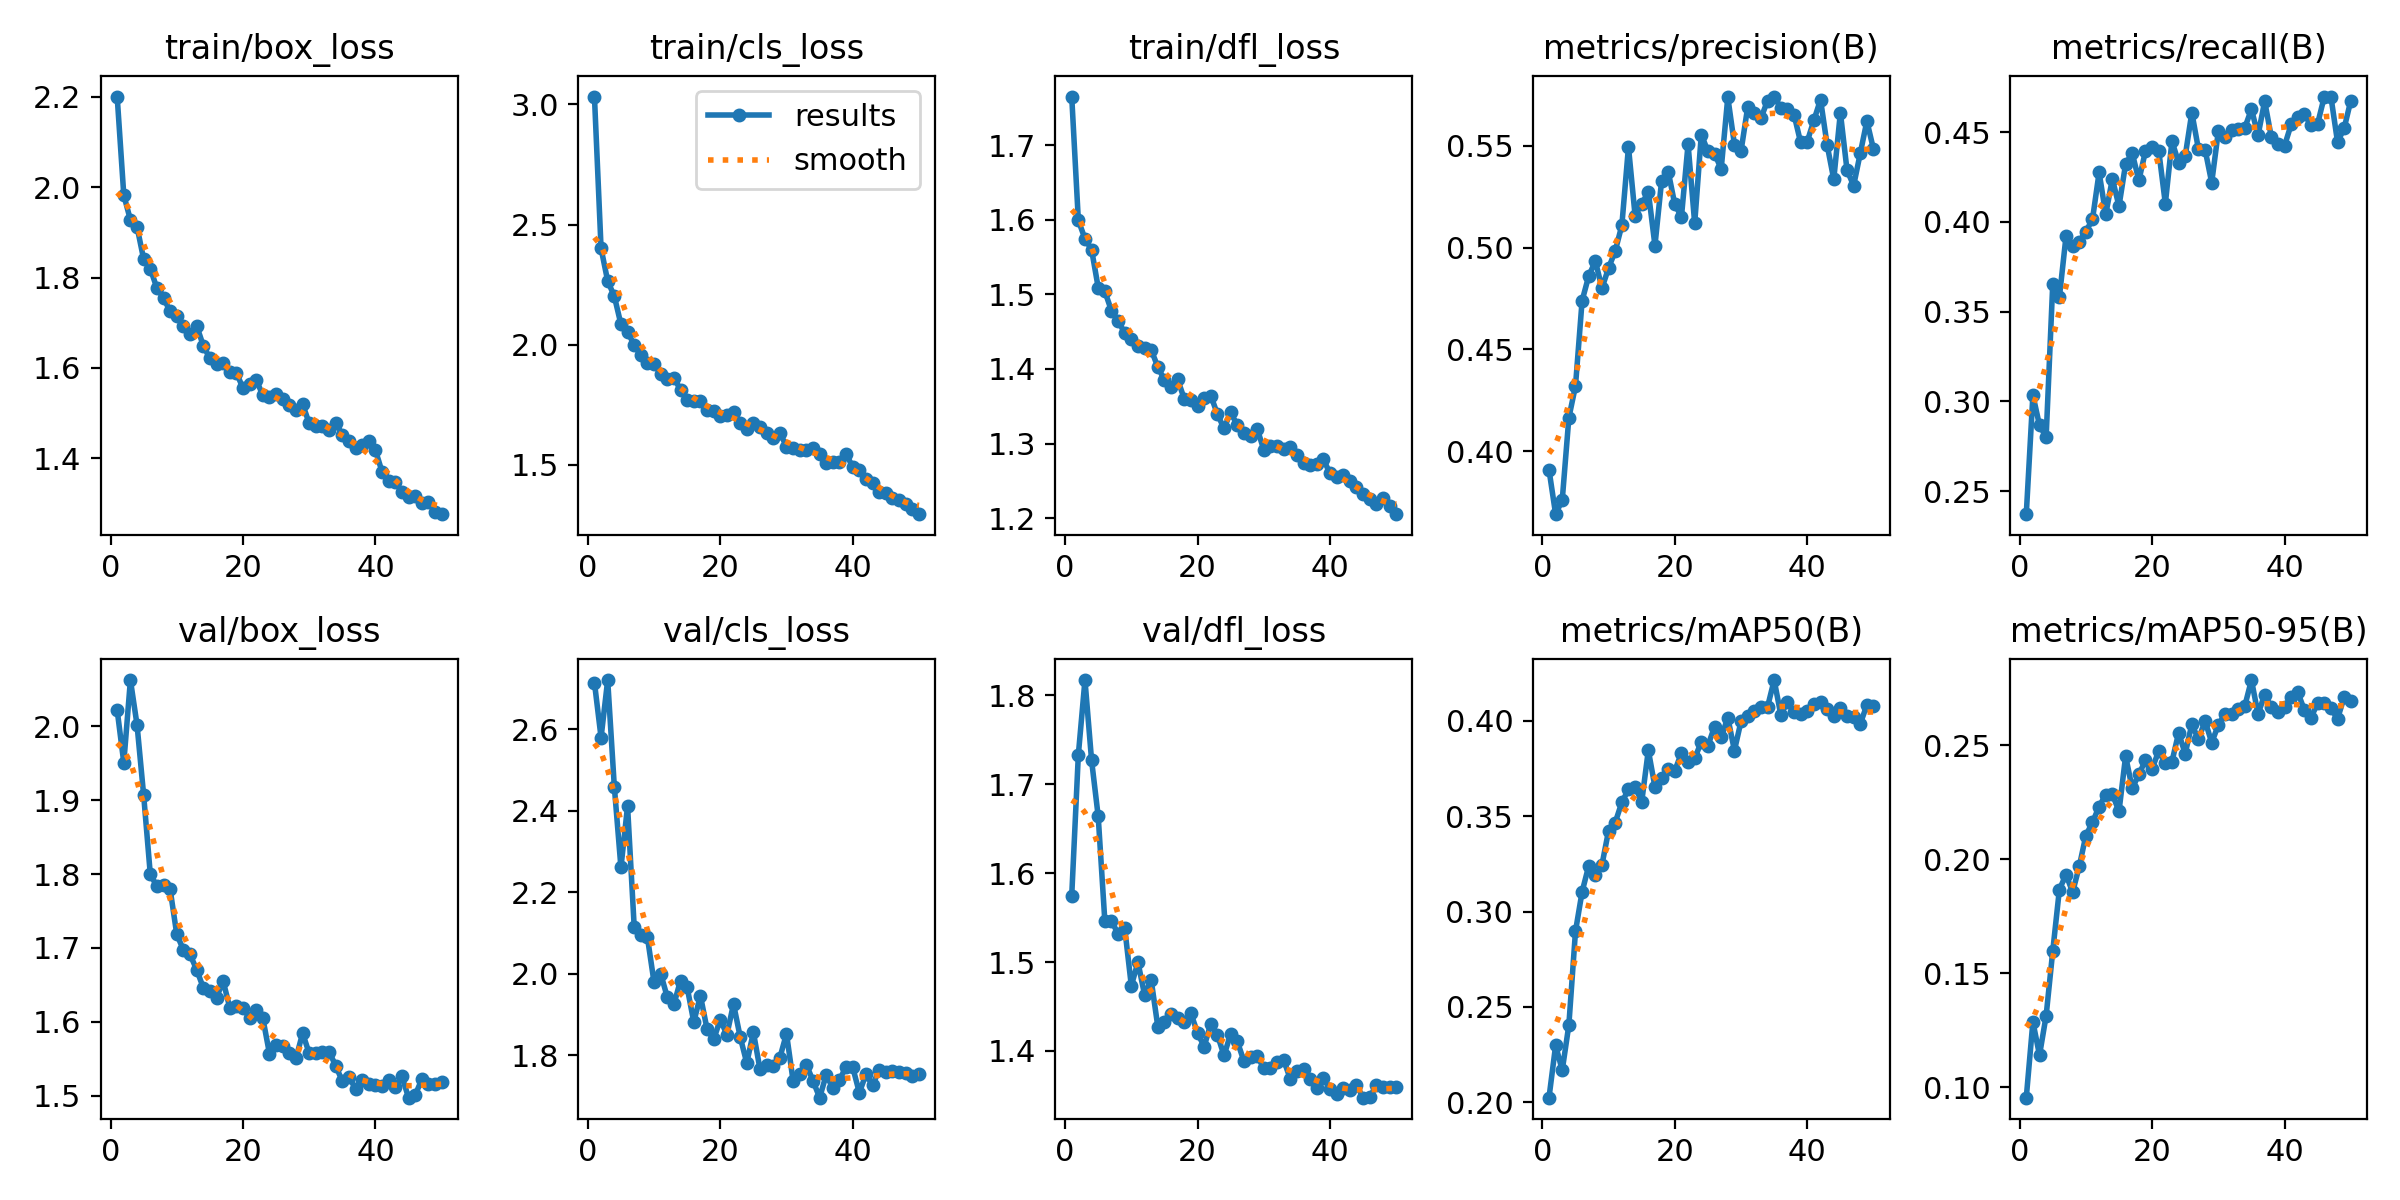 train/box_loss
2.2
2.0
1.8
1.6
1.4
0 20 40
train/cls_loss
results
smooth
3.0
2.5
2.0
1.5
0 20 40
train/dfl_loss
1.7
1.6
1.5
1.4
1.3
1.2
0 20 40
metrics/precision(B)
0.55
0.50
0.45
0.40
0 20 40
metrics/recall(B)
0.45
0.40
0.35
0.30
0.25
0 20 40
val/box_loss
2.0
1.9
1.8
1.7
1.6
1.5
0 20 40
val/cls_loss
2.6
2.4
2.2
2.0
1.8
0 20 40
val/dfl_loss
1.8
1.7
1.6
1.5
1.4
0 20 40
metrics/mAP50(B)
0.40
0.35
0.30
0.25
0.20
0 20 40
metrics/mAP50-95(B)
0.25
0.20
0.15
0.10
0 20 40